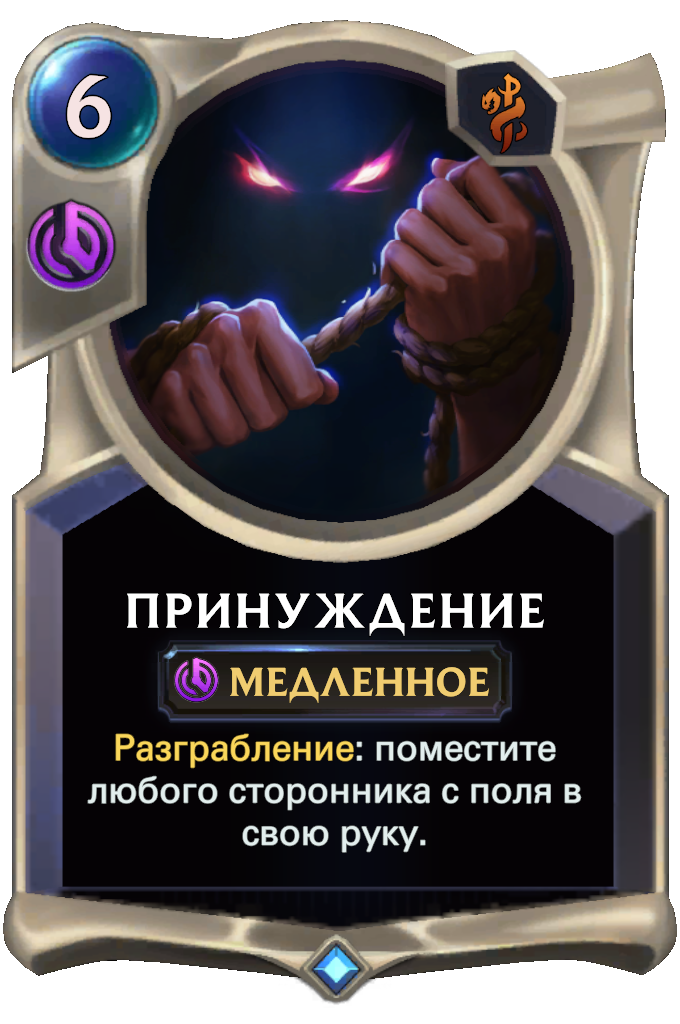 6
ПРИНУЖДЕНИЕ
МЕДЛЕННОЕ
Разграбление: поместите
любого сторонника с поля в
свою руку.